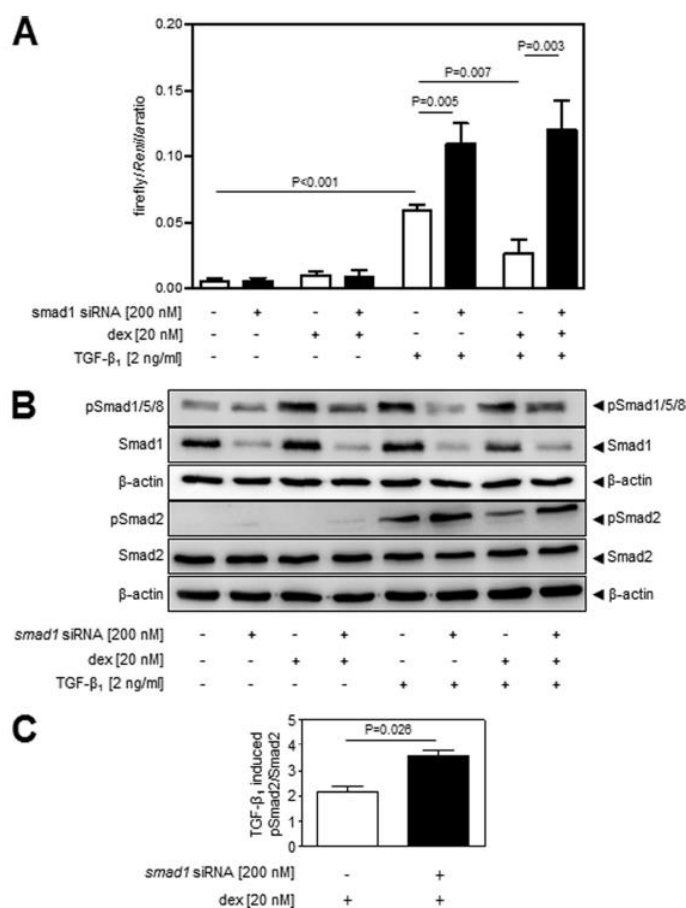 A
0.20
P=0.003
P=0.007
0.15
P=0.005
firefly/Renilla ratio
0.10
P<0.001
0.05
0.00
smad1 siRNA [200 nM] - + - + - + - +
dex [20 nM] - - + + - - + +
TGF-β₁ [2 ng/ml] - - - - + + + +
B
pSmad1/5/8 ◄ pSmad1/5/8
Smad1 ◄ Smad1
β-actin ◄ β-actin
pSmad2 ◄ pSmad2
Smad2 ◄ Smad2
β-actin ◄ β-actin
smad1 siRNA [200 nM] - + - + - + - +
dex [20 nM] - - + + - - + +
TGF-β₁ [2 ng/ml] - - - - + + + +
C
TGF-β₁ induced
pSmad2/Smad2
5
P=0.026
4
3
2
1
0
smad1 siRNA [200 nM] - +
dex [20 nM] + +